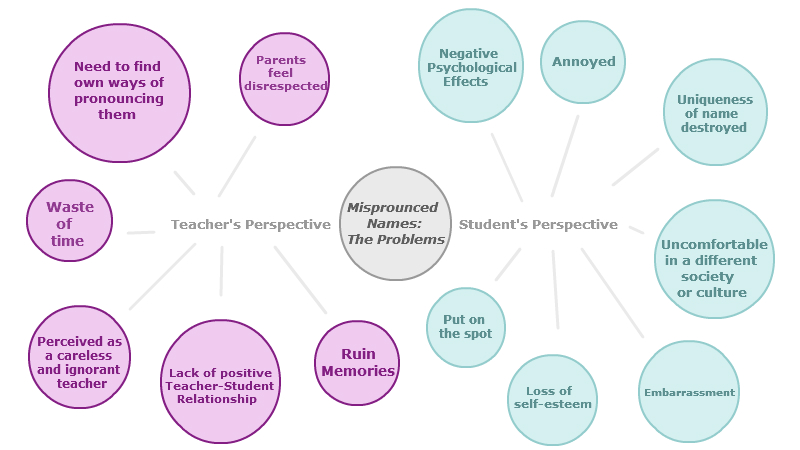 Need to find
own ways of
pronouncing
them
Parents
feel
disrespected
Waste
of
time
Teacher's Perspective
Perceived as
a careless
and ignorant
teacher
Lack of positive
Teacher-Student
Relationship
Ruin
Memories
Misprounced
Names:
The Problems
Negative
Psychological
Effects
Annoyed
Uniqueness
of name
destroyed
Student's Perspective
Uncomfortable
in a different
society
or culture
Put on
the spot
Loss of
self-esteem
Embarrassment